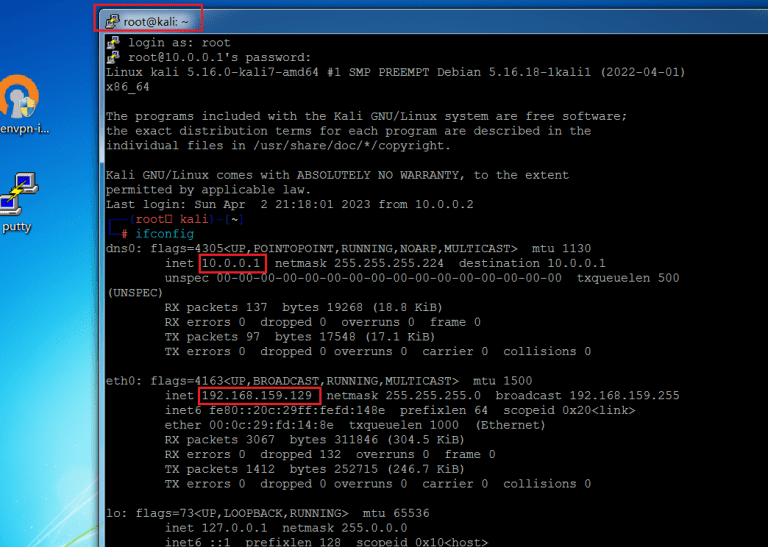 root@kali: ~
login as: root
root@10.0.0.1's password:
Linux kali 5.16.0-kali7-amd64 #1 SMP PREEMPT Debian 5.16.18-1kali1 (2022-04-01)
x86_64
The programs included with the Kali GNU/Linux system are free software;
the exact distribution terms for each program are described in the
individual files in /usr/share/doc/*/copyright.
Kali GNU/Linux comes with ABSOLUTELY NO WARRANTY, to the extent
permitted by applicable law.
Last login: Sun Apr  2 21:18:01 2023 from 10.0.0.2
(root kali)-[~]
# ifconfig
dns0: flags=4305<UP,POINTOPOINT,RUNNING,NOARP,MULTICAST>  mtu 1130
inet 10.0.0.1  netmask 255.255.255.224  destination 10.0.0.1
unspec 00-00-00-00-00-00-00-00-00-00-00-00-00-00-00-00  txqueuelen 500
(UNSPEC)
RX packets 137  bytes 19268 (18.8 KiB)
RX errors 0  dropped 0  overruns 0  frame 0
TX packets 97  bytes 17548 (17.1 KiB)
TX errors 0  dropped 0 overruns 0  carrier 0  collisions 0
eth0: flags=4163<UP,BROADCAST,RUNNING,MULTICAST>  mtu 1500
inet 192.168.159.129  netmask 255.255.255.0  broadcast 192.168.159.255
inet6 fe80::20c:29ff:fefd:148e  prefixlen 64  scopeid 0x20<link>
ether 00:0c:29:fd:14:8e  txqueuelen 1000  (Ethernet)
RX packets 3067  bytes 311846 (304.5 KiB)
RX errors 0  dropped 132  overruns 0  frame 0
TX packets 1412  bytes 252715 (246.7 KiB)
TX errors 0  dropped 0 overruns 0  carrier 0  collisions 0
lo: flags=73<UP,LOOPBACK,RUNNING>  mtu 65536
inet 127.0.0.1  netmask 255.0.0.0
inet6 ::1  prefixlen 128  scopeid 0x10<host>
envpn-i...
putty